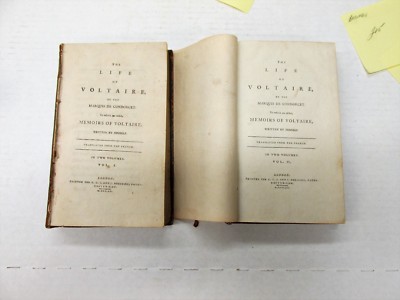 THE
LIFE
OF
VOLTAIRE,
BY THE
MARQUIS DE CONDORCET.
To which are added,
MEMOIRS OF VOLTAIRE,
WRITTEN BY HIMSELF.
TRANSLATED FROM THE FRENCH.
IN TWO VOLUMES.
VOL. I.
LONDON:
THE
LIFE
OF
VOLTAIRE,
BY THE
MARQUIS DE CONDORCET.
To which are added,
MEMOIRS OF VOLTAIRE,
WRITTEN BY HIMSELF.
TRANSLATED FROM THE FRENCH.
IN TWO VOLUMES.
VOL. II.
LONDON: